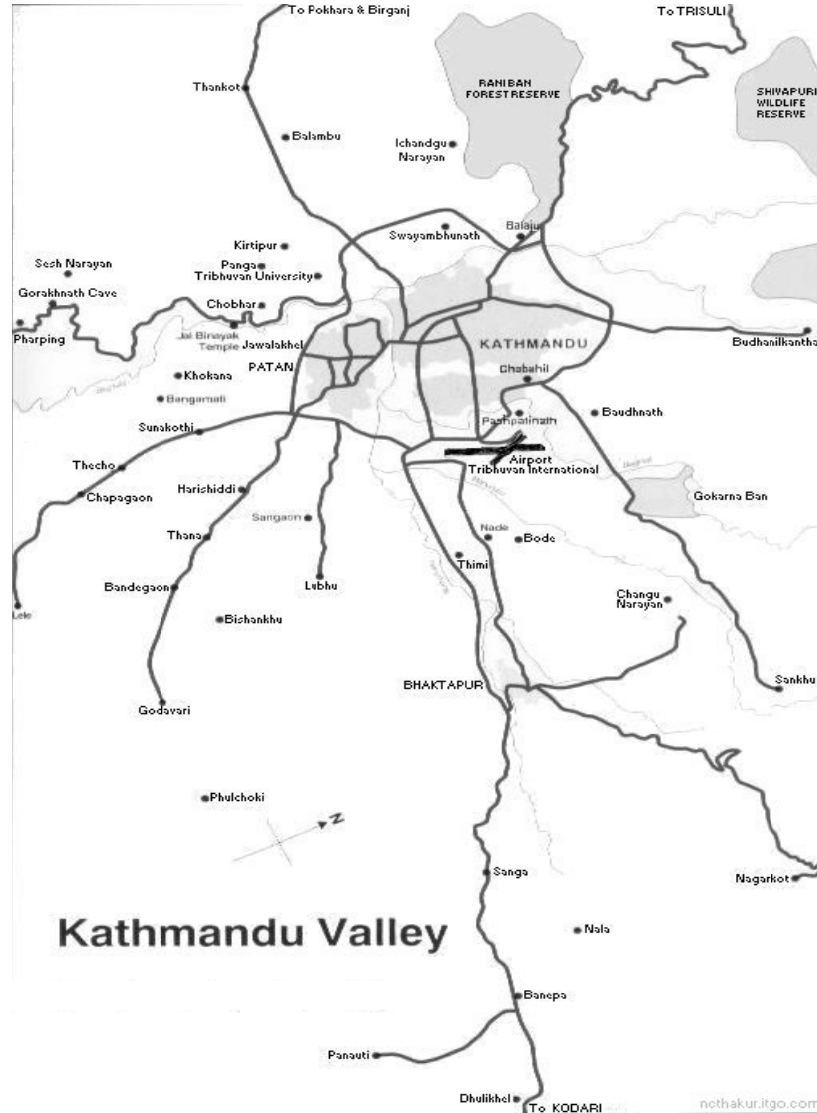 To Pokhara & Birganj
To TRISULI
RANIBAN
FOREST RESERVE
SHIVAPURI
WILDLIFE
RESERVE
Thankot
Balambu
Ichandgu
Narayan
Balaju
Swayambhunath
Kirtipur
Sesh Narayan
Panga
Tribhuvan University
Gorakhnath Cave
Chobhar
Pharping
Jal Binayak
Temple
Jawalakhel
KATHMANDU
Budhanilkantha
PATAN
Khokana
Chabahil
Bangamati
Baudhnath
Pashpatinath
Sunakothi
Airport
Tribhuvan International
Thecho
Chapagaon
Harisiddi
Gokarna Ban
Sangaon
Thana
Nade
Bode
Thimi
Bandegaon
Lubhu
Changu
Narayan
Lele
Bishankhu
BHAKTAPUR
Sankhu
Godavari
Phulchoki
N
Sanga
Nagarkot
Kathmandu Valley
Nala
Banepa
Panauti
Dhulikhel
To KODARI
ncthakur.itgo.com